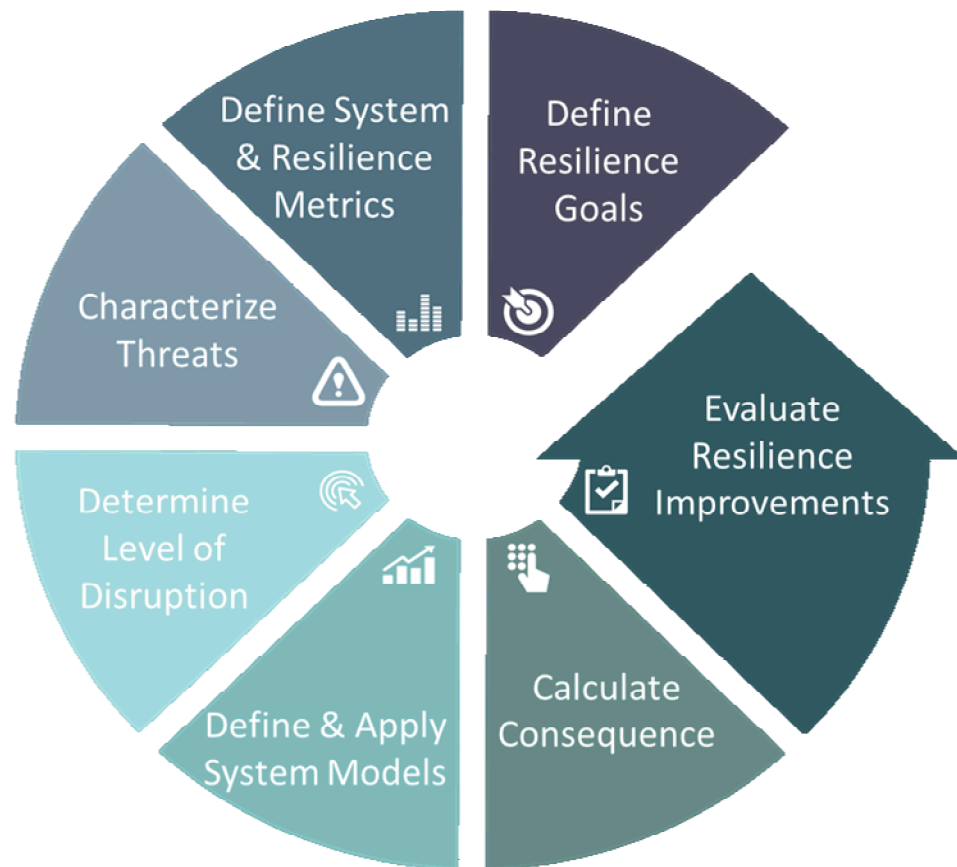 Define
Resilience
Goals
Define System
& Resilience
Metrics
Characterize
Threats
Determine
Level of
Disruption
Define & Apply
System Models
Calculate
Consequence
Evaluate
Resilience
Improvements